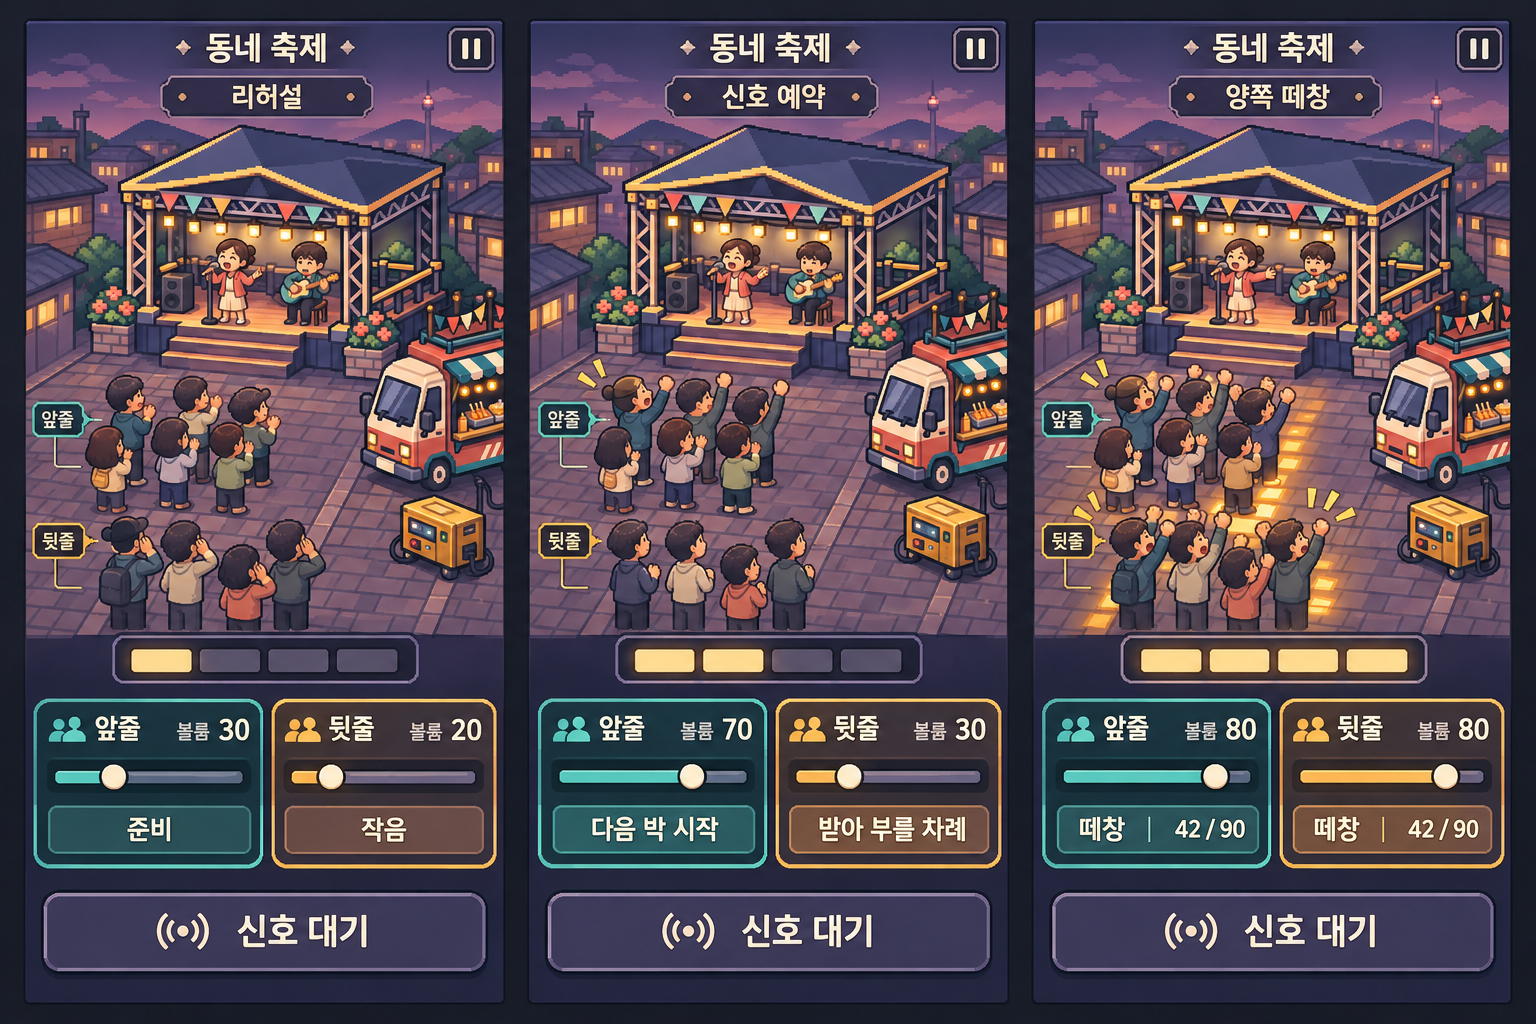 동네 축제
리허설
앞줄
뒷줄
앞줄 볼륨 30
준비
뒷줄 볼륨 20
작음
신호 대기
동네 축제
신호 예약
앞줄
뒷줄
앞줄 볼륨 70
다음 박 시작
뒷줄 볼륨 30
받아 부를 차례
신호 대기
동네 축제
양쪽 떼창
앞줄
뒷줄
앞줄 볼륨 80
떼창 | 42 / 90
뒷줄 볼륨 80
떼창 | 42 / 90
신호 대기